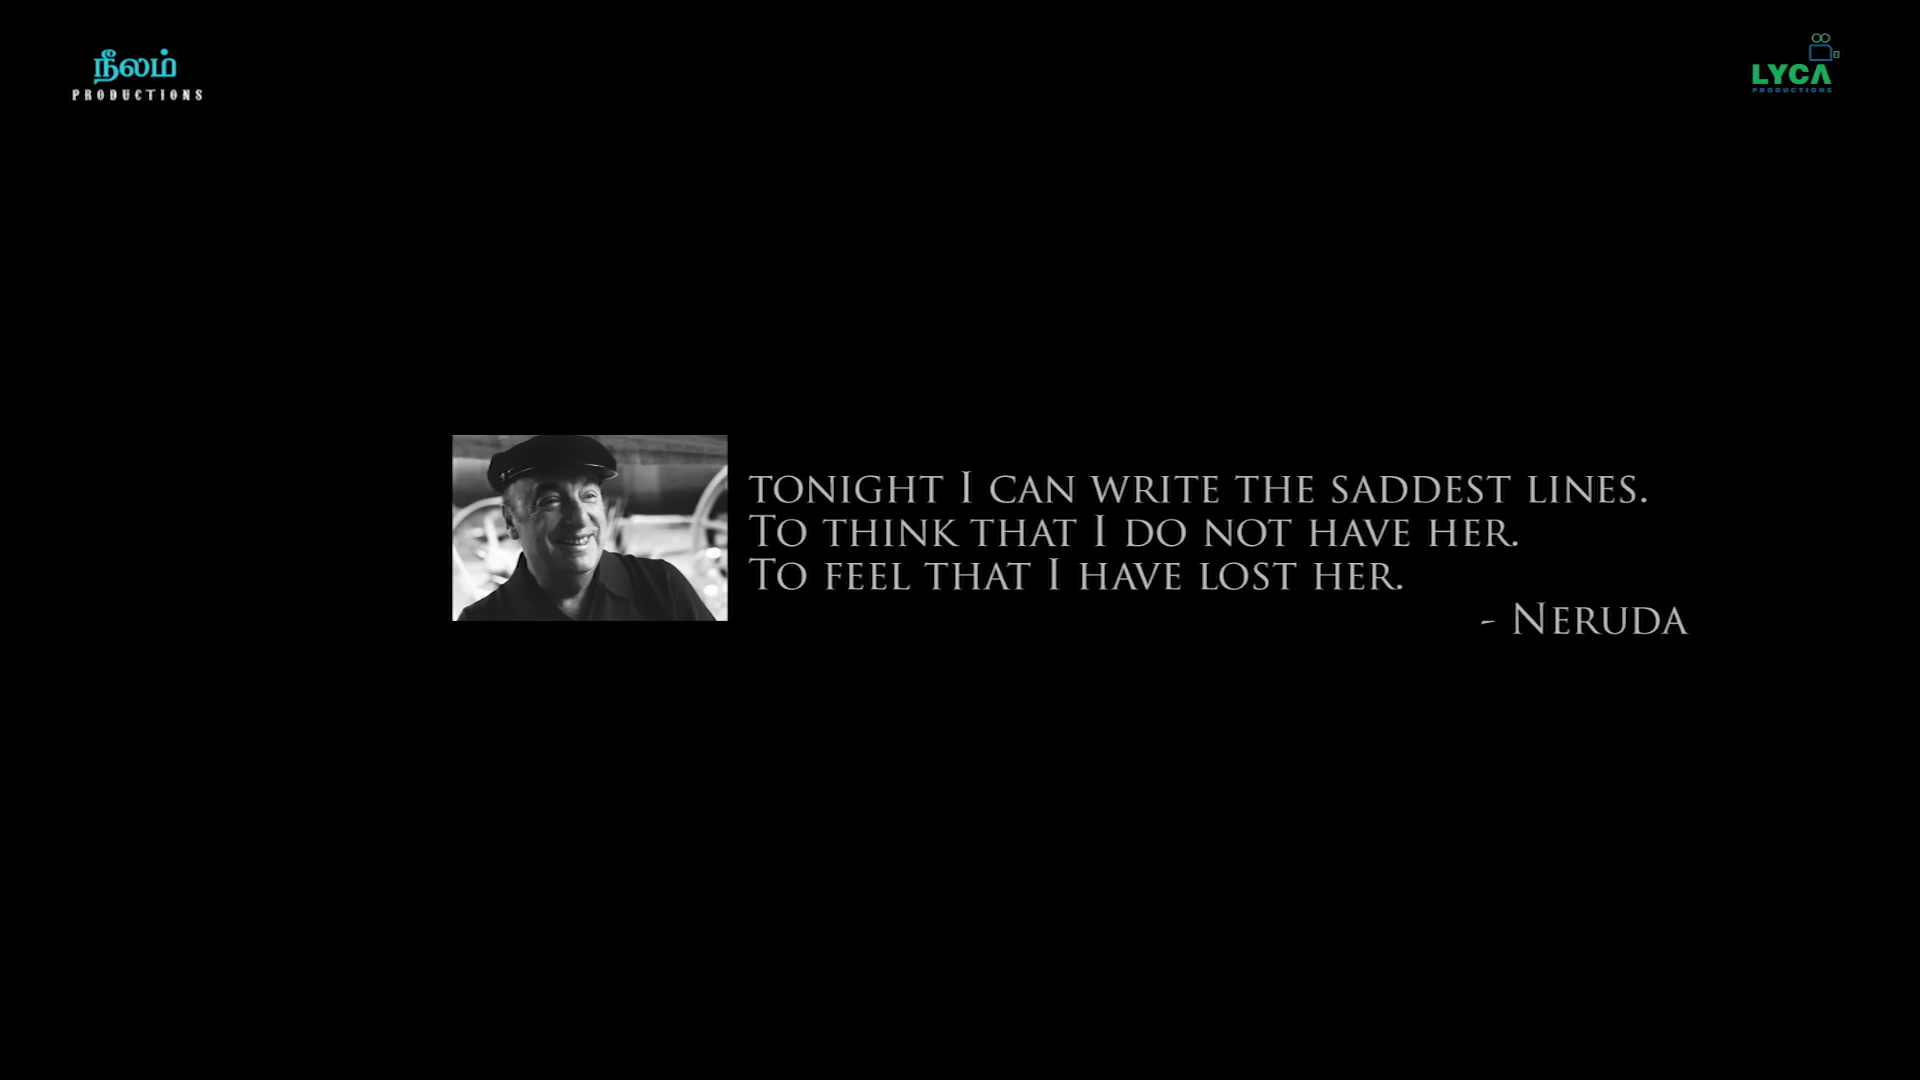 நீலம்
PRODUCTIONS
LYCA
PRODUCTIONS
TONIGHT I CAN WRITE THE SADDEST LINES.
TO THINK THAT I DO NOT HAVE HER.
TO FEEL THAT I HAVE LOST HER.
- NERUDA